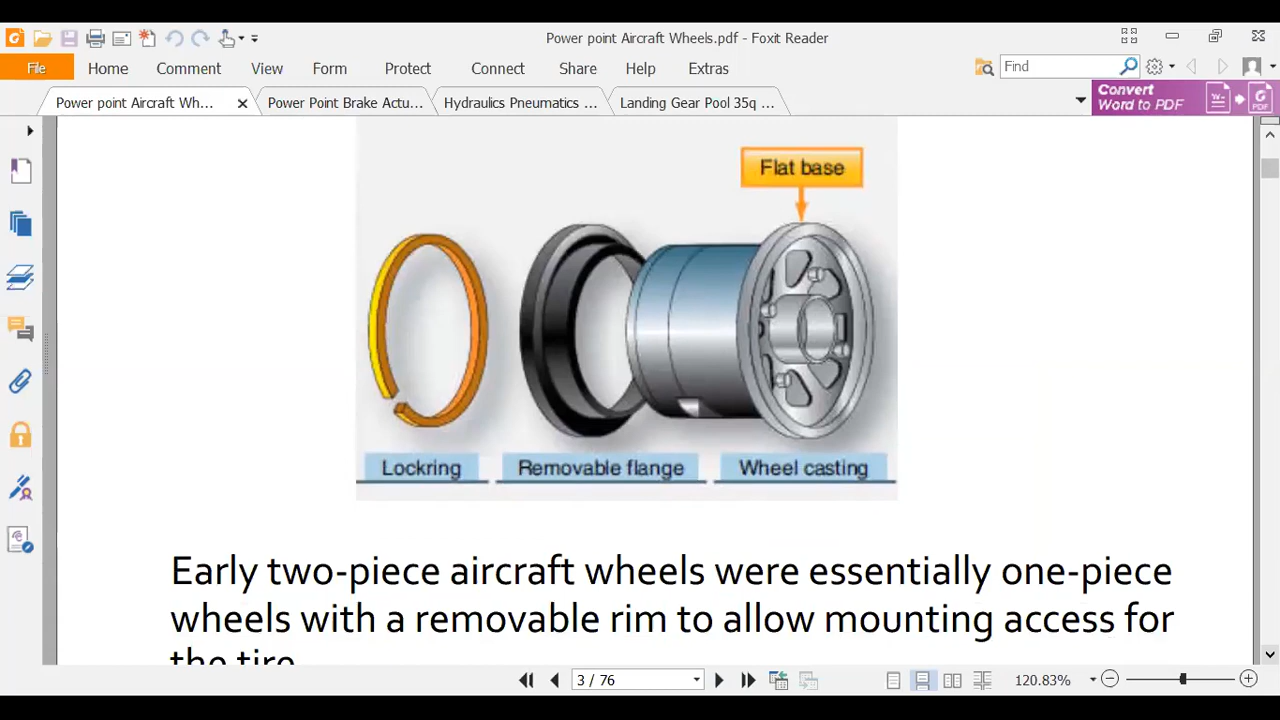 Power point Aircraft Wheels.pdf - Foxit Reader
File Home Comment View Form Protect Connect Share Help Extras Find
Power point Aircraft Wh... Power Point Brake Actu... Hydraulics Pneumatics ... Landing Gear Pool 35q ... Convert
Word to PDF
PDF
Flat base
Lockring Removable flange Wheel casting
Early two-piece aircraft wheels were essentially one-piece
wheels with a removable rim to allow mounting access for
the tire
3 / 76 120.83%